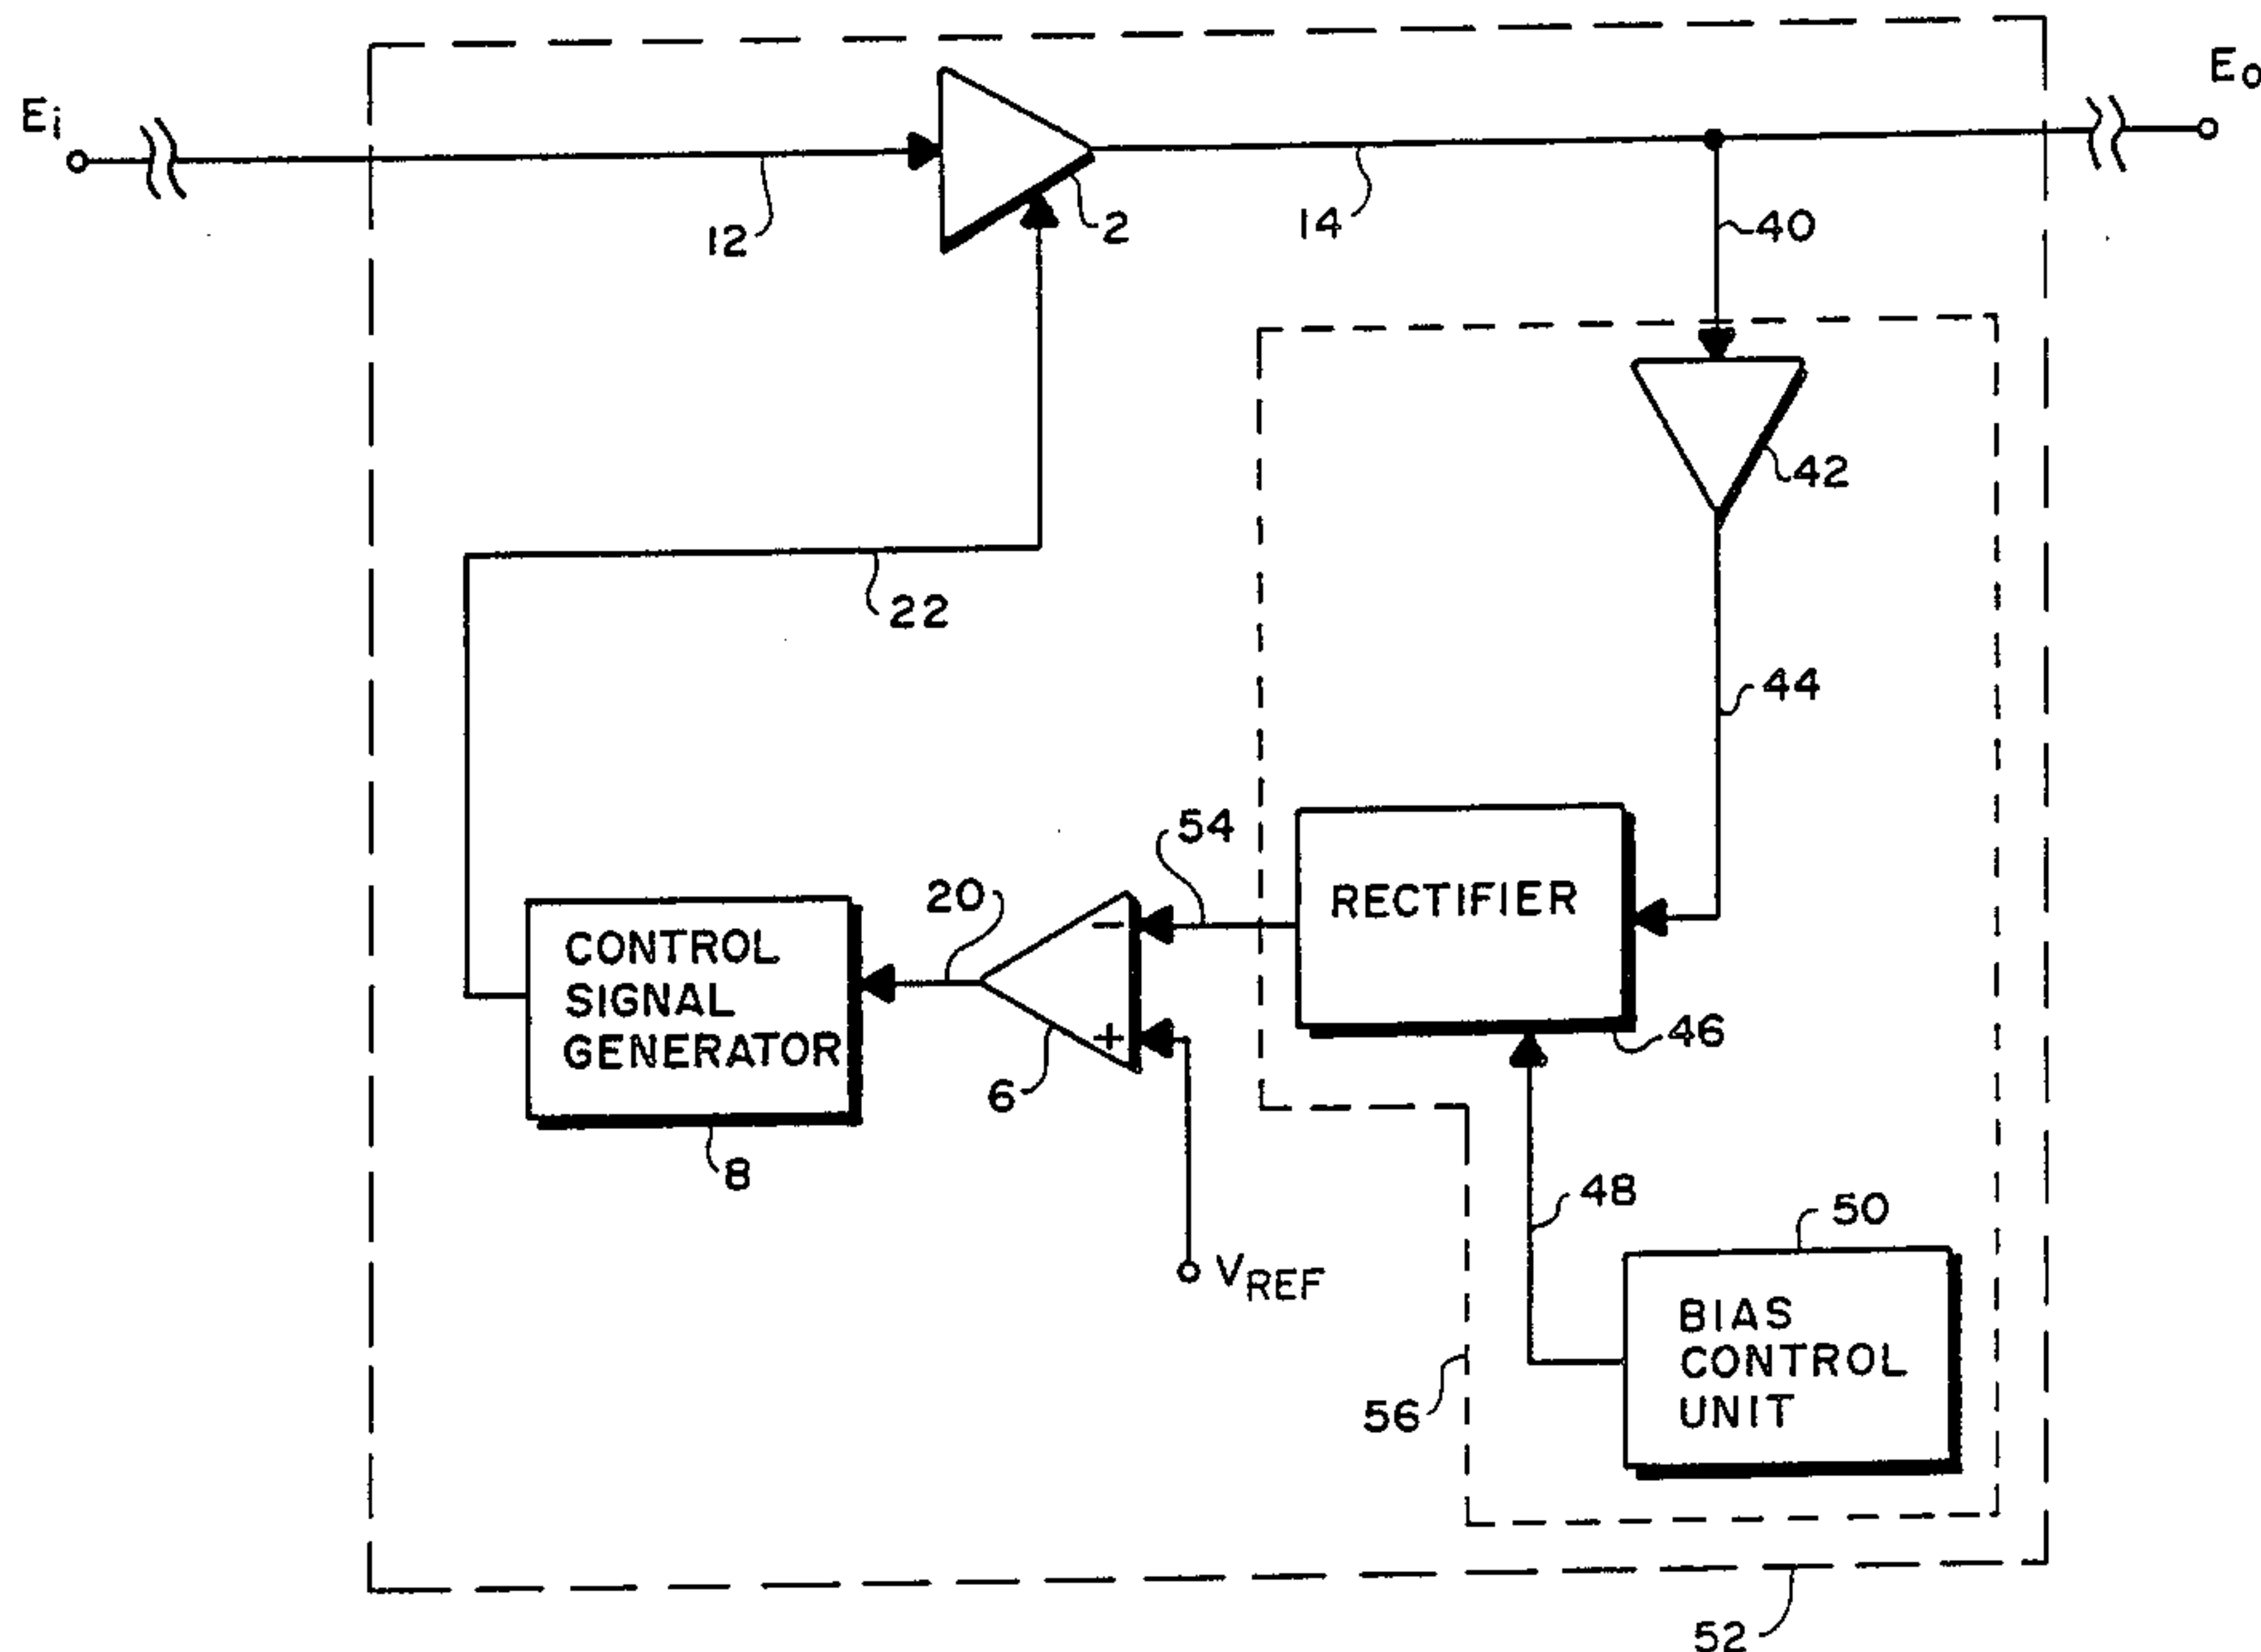 Ei
Eo
12
2
14
40
42
22
44
54
RECTIFIER
20
CONTROL
SIGNAL
GENERATOR
−
+
46
6
8
48
50
VREF
BIAS
CONTROL
UNIT
56
52